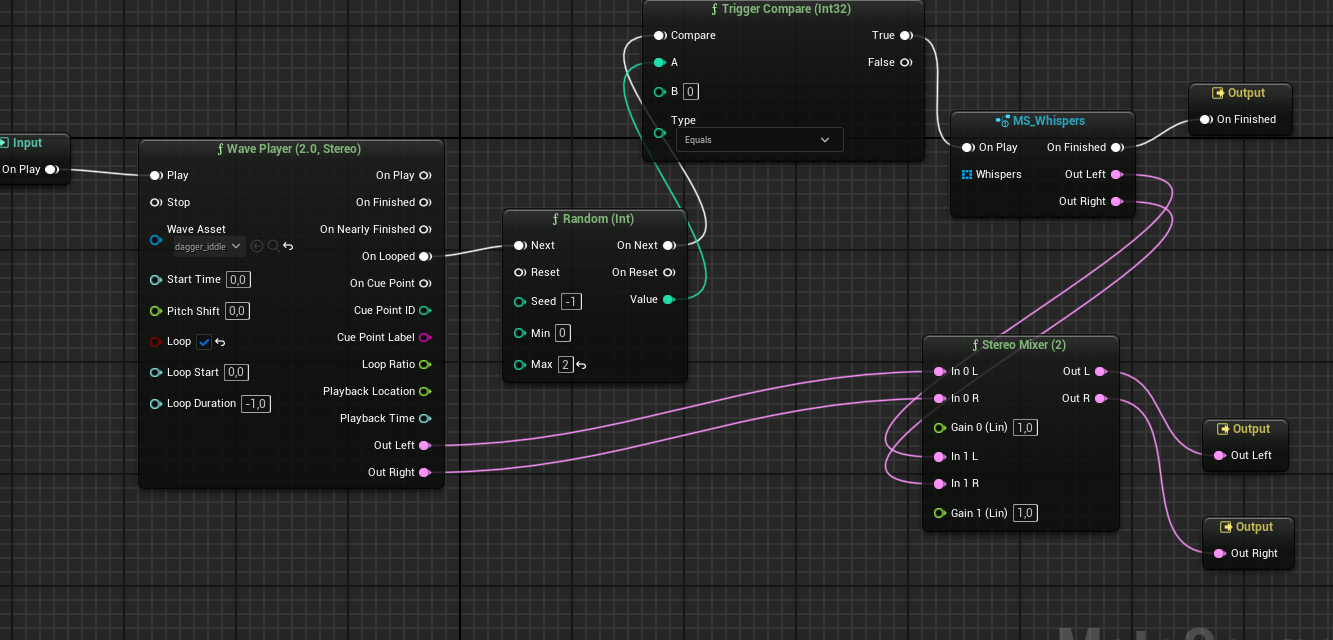 Input
On Play
Wave Player (2.0, Stereo)
Play
On Play
Stop
On Finished
Wave Asset
dagger_iddle
On Nearly Finished
On Looped
Start Time 0,0
On Cue Point
Pitch Shift 0,0
Cue Point ID
Loop
Cue Point Label
Loop Start 0,0
Loop Ratio
Loop Duration -1,0
Playback Location
Playback Time
Out Left
Out Right
Random (Int)
Next
On Next
Reset
On Reset
Seed -1
Value
Min 0
Max 2
Trigger Compare (Int32)
Compare
True
A
False
B 0
Type
Equals
MS_Whispers
On Play
On Finished
Whispers
Out Left
Out Right
Output
On Finished
Stereo Mixer (2)
In 0 L
Out L
In 0 R
Out R
Gain 0 (Lin) 1,0
In 1 L
In 1 R
Gain 1 (Lin) 1,0
Output
Out Left
Output
Out Right